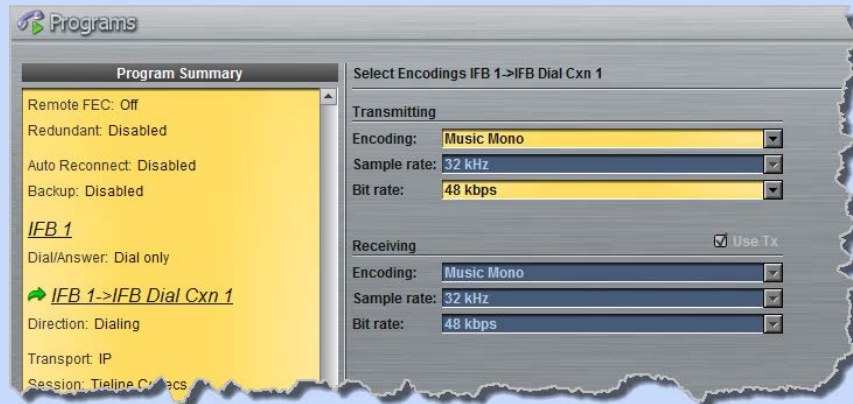 Programs
Program Summary
Remote FEC: Off
Redundant: Disabled
Auto Reconnect: Disabled
Backup: Disabled
IFB 1
Dial/Answer: Dial only
IFB 1->IFB Dial Cxn 1
Direction: Dialing
Transport: IP
Session: Tieline
Select Encodings IFB 1->IFB Dial Cxn 1
Transmitting
Encoding: Music Mono
Sample rate: 32 kHz
Bit rate: 48 kbps
Receiving
Use Tx
Encoding: Music Mono
Sample rate: 32 kHz
Bit rate: 48 kbps